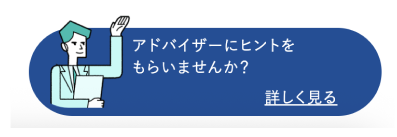 アドバイザーにヒントを
もらいませんか？
詳しく見る